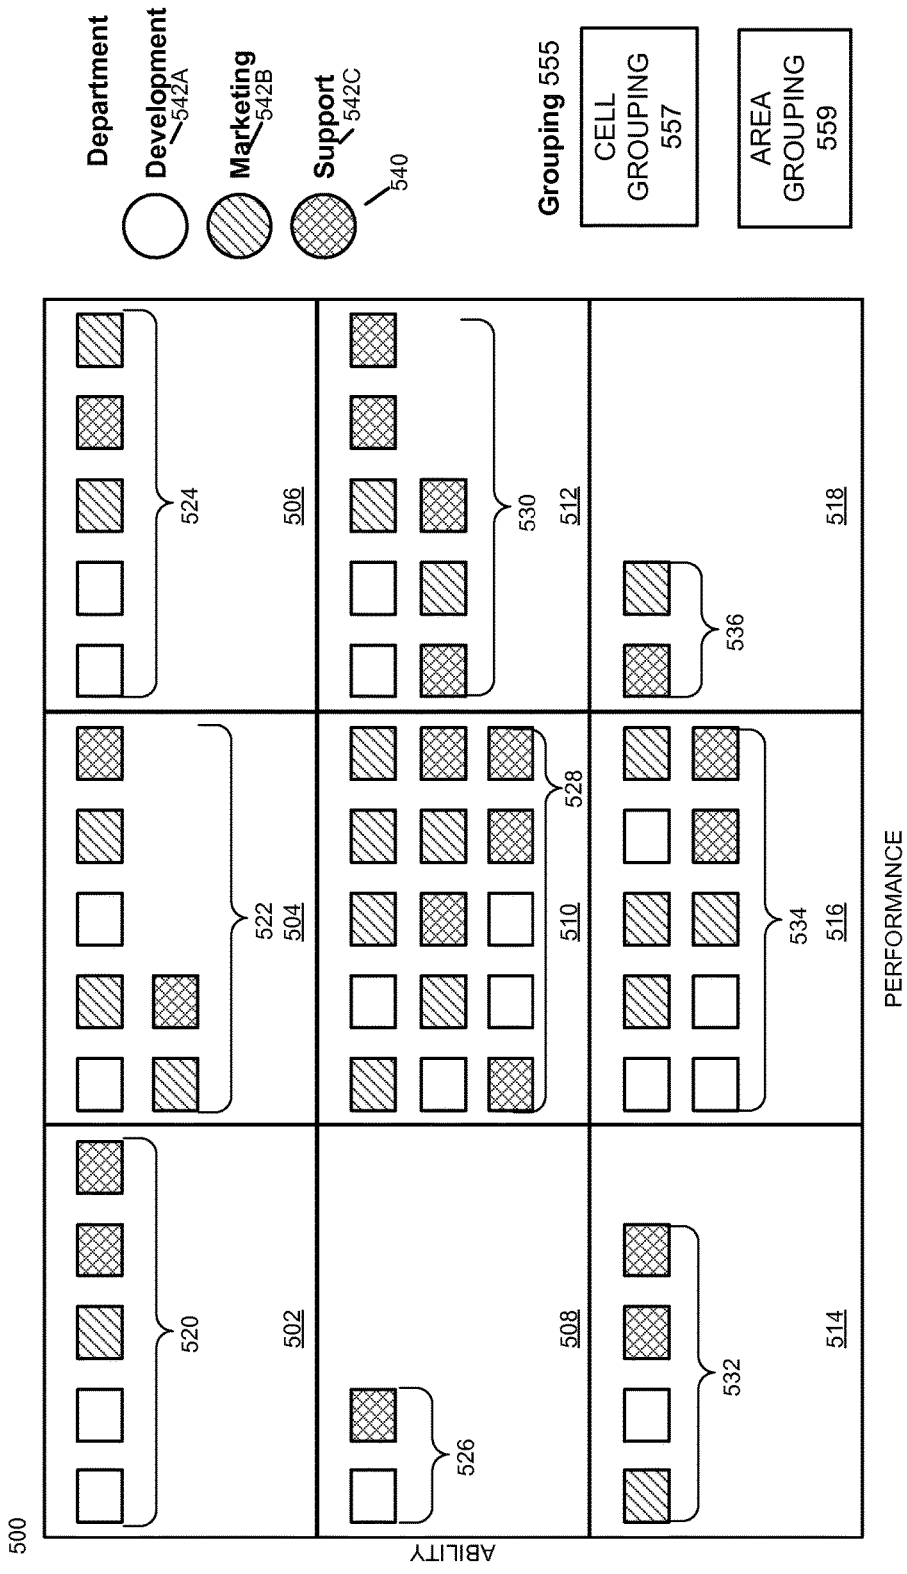 500
Department
Development
542A
Marketing
542B
Support
542C
540
Grouping 555
CELL
GROUPING
557
AREA
GROUPING
559
ABILITY
520
502
522
504
524
506
526
508
528
510
530
512
532
514
534
516
536
518
PERFORMANCE